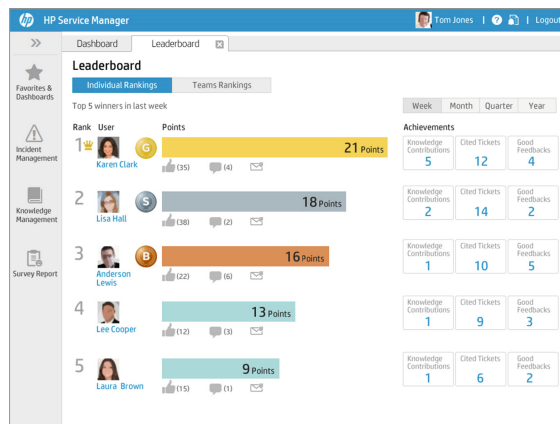 hp HP Service Manager
Tom Jones | ? | Logout
Dashboard Leaderboard
Favorites &
Dashboards
Incident
Management
Knowledge
Management
Survey Report
Leaderboard
Individual Rankings Teams Rankings
Top 5 winners in last week
Week Month Quarter Year
Rank User Points Achievements
1 Karen Clark G 21 Points
(35) (4)
Knowledge Contributions 5 Cited Tickets 12 Good Feedbacks 4
2 Lisa Hall S 18 Points
(38) (2)
Knowledge Contributions 2 Cited Tickets 14 Good Feedbacks 2
3 Anderson Lewis B 16 Points
(22) (6)
Knowledge Contributions 1 Cited Tickets 10 Good Feedbacks 5
4 Lee Cooper 13 Points
(12) (3)
Knowledge Contributions 1 Cited Tickets 9 Good Feedbacks 3
5 Laura Brown 9 Points
(15) (1)
Knowledge Contributions 1 Cited Tickets 6 Good Feedbacks 2